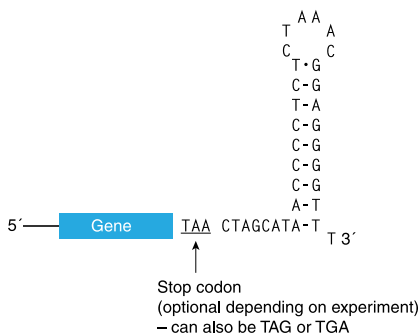 A A
T A
C C
T•G
C-G
T-A
C-G
C-G
C-G
C-G
A-T
5´ Gene TAA CTAGCATA-T T 3´
Stop codon
(optional depending on experiment)
– can also be TAG or TGA